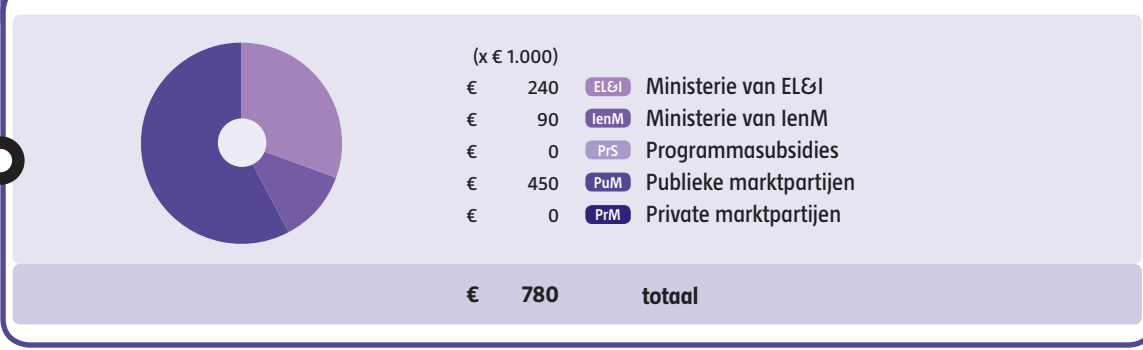 (x € 1.000)
€ 240 EL&I Ministerie van EL&I
€ 90 IenM Ministerie van IenM
€ 0 PrS Programmasubsidies
€ 450 PuM Publieke marktpartijen
€ 0 PrM Private marktpartijen
€ 780 totaal